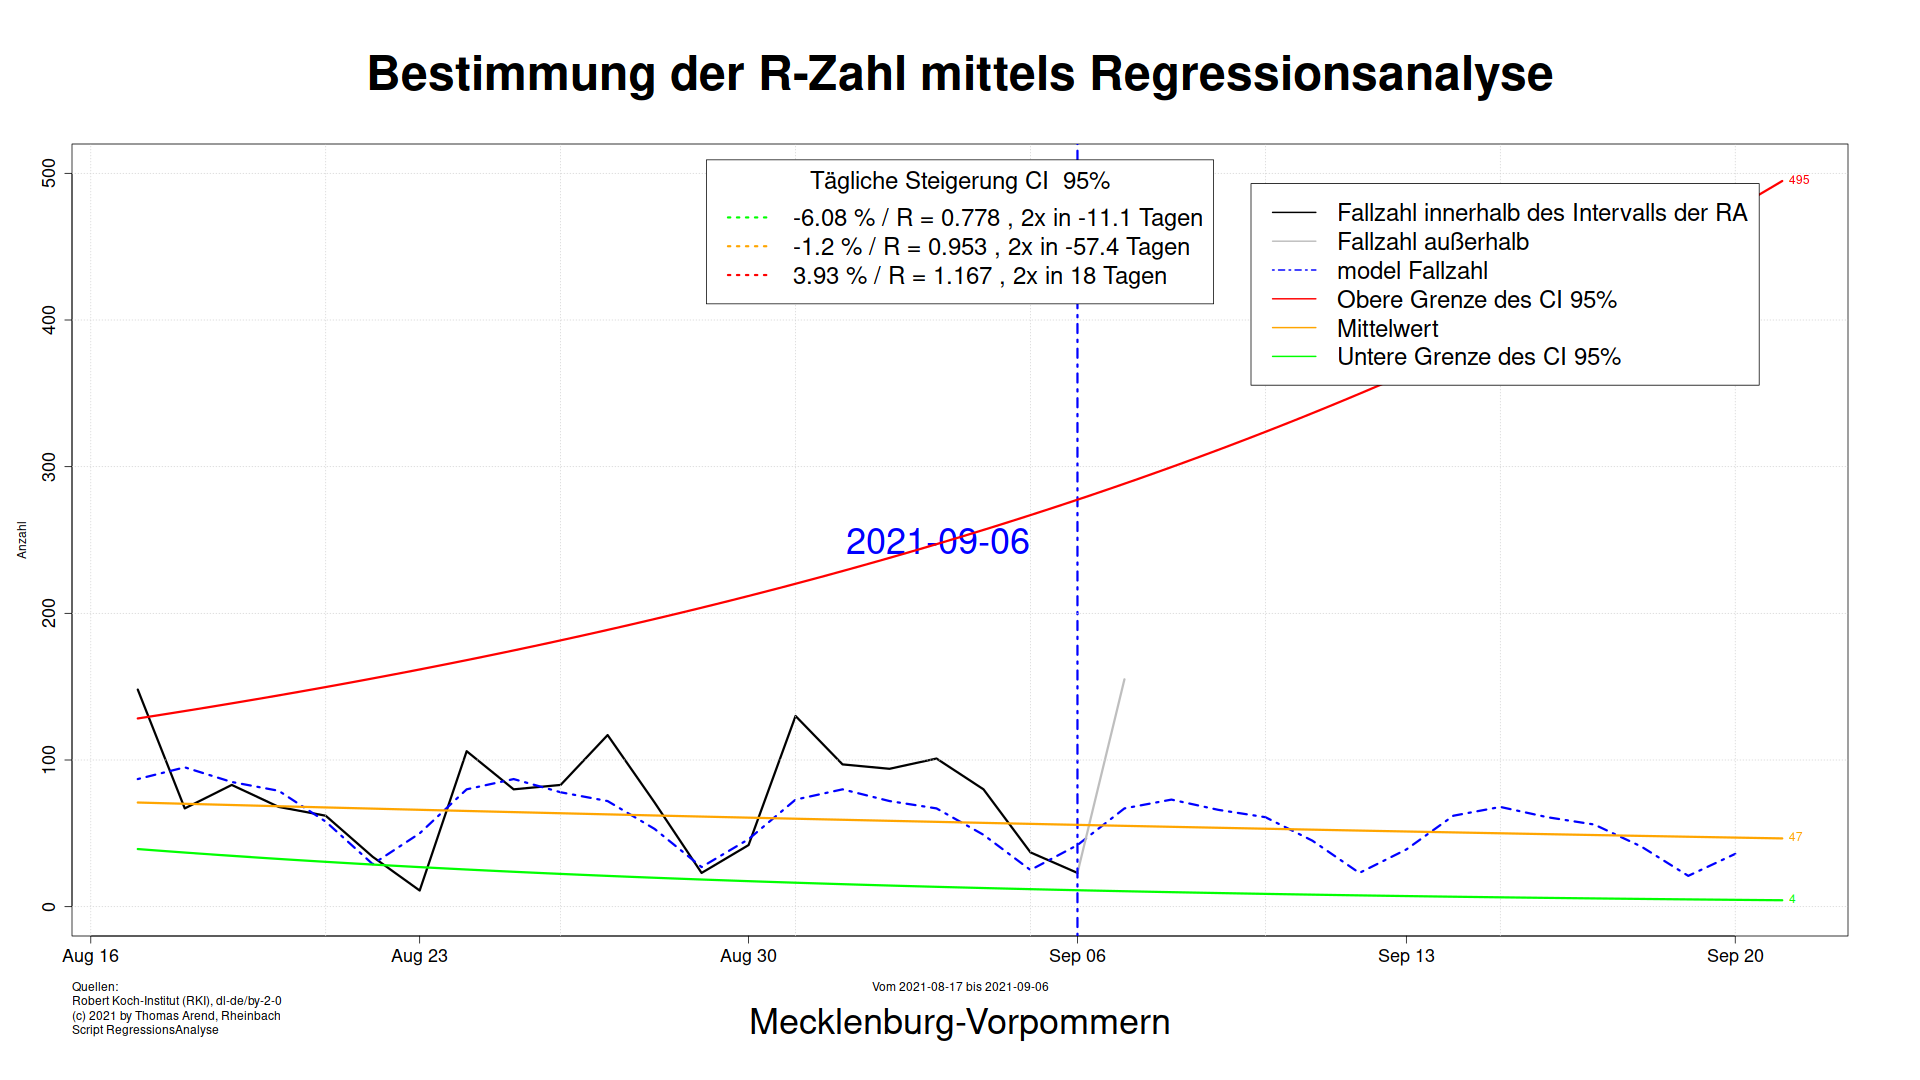 Bestimmung der R-Zahl mittels Regressionsanalyse
Tägliche Steigerung CI  95%
-6.08 % / R = 0.778 , 2x in -11.1 Tagen
-1.2 % / R = 0.953 , 2x in -57.4 Tagen
3.93 % / R = 1.167 , 2x in 18 Tagen
Fallzahl innerhalb des Intervalls der RA
Fallzahl außerhalb
model Fallzahl
Obere Grenze des CI 95%
Mittelwert
Untere Grenze des CI 95%
495
47
4
2021-09-06
Anzahl
500
400
300
200
100
0
Aug 16
Aug 23
Aug 30
Sep 06
Sep 13
Sep 20
Quellen:
Robert Koch-Institut (RKI), dl-de/by-2-0
(c) 2021 by Thomas Arend, Rheinbach
Script RegressionsAnalyse
Vom 2021-08-17 bis 2021-09-06
Mecklenburg-Vorpommern